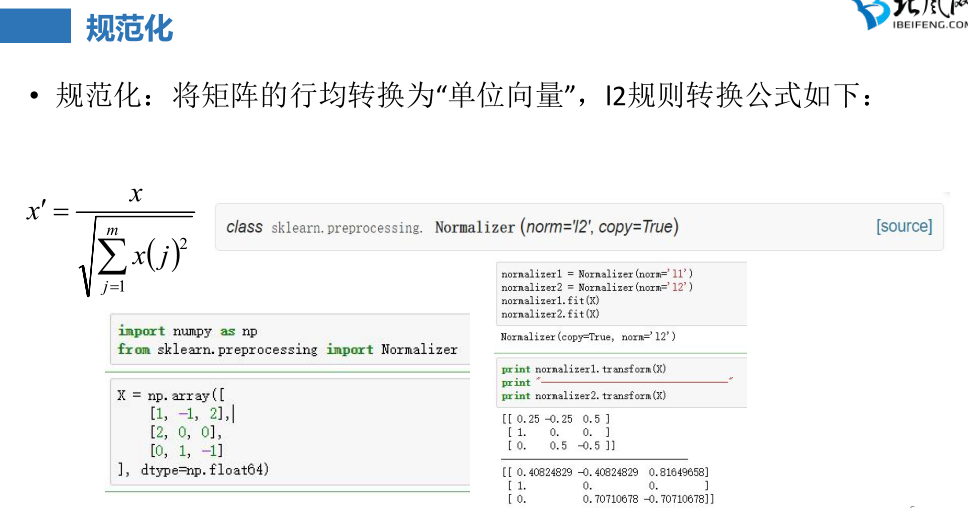 规范化
IBEIFENG.COM
• 规范化：将矩阵的行均转换为“单位向量”，l2规则转换公式如下：
x′ = x / √(∑_{j=1}^{m} x(j)²)
class sklearn.preprocessing. Normalizer (norm='l2', copy=True) [source]
import numpy as np
from sklearn.preprocessing import Normalizer
X = np.array([
[1, -1, 2],
[2, 0, 0],
[0, 1, -1]
], dtype=np.float64)
normalizer1 = Normalizer(norm='l1')
normalizer2 = Normalizer(norm='l2')
normalizer1.fit(X)
normalizer2.fit(X)
Normalizer(copy=True, norm='l2')
print normalizer1.transform(X)
print "——————————————————"
print normalizer2.transform(X)
[[ 0.25 -0.25 0.5 ]
[ 1. 0. 0. ]
[ 0. 0.5 -0.5 ]]
——————————————————
[[ 0.40824829 -0.40824829 0.81649658]
[ 1. 0. 0. ]
[ 0. 0.70710678 -0.70710678]]